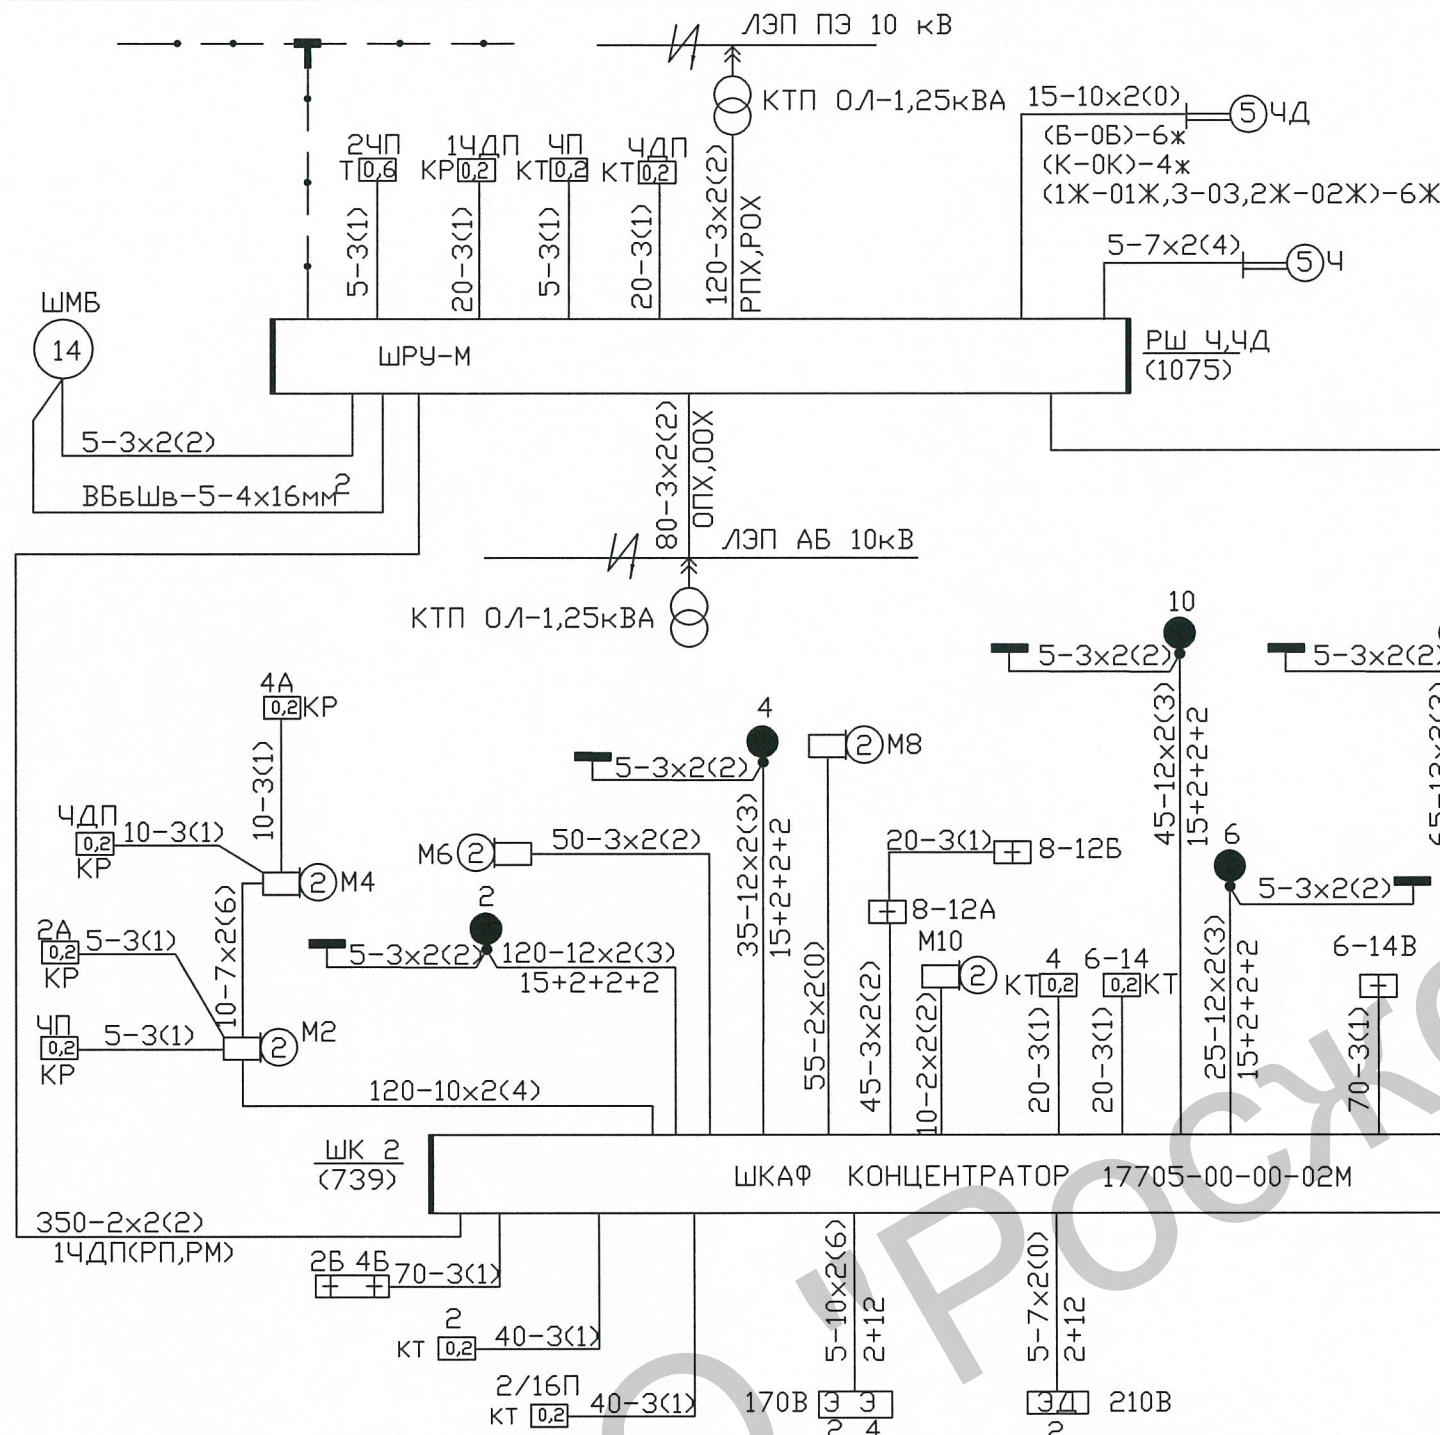 ЛЭП ПЭ 10 кВ
КТП ОЛ-1,25кВА
15-10х2(0)
5
ЧД
(Б-0Б)-6ж
(К-0К)-4ж
(1Ж-01Ж,З-03,2Ж-02Ж)-6Ж
2ЧП
Т 0,6
1ЧДП
КР 0,2
ЧП
КТ 0,2
ЧДП
КТ 0,2
5-3(1)
20-3(1)
5-3(1)
20-3(1)
120-3х2(2)
РПХ,РОХ
5-7х2(4)
5
Ч
ШМБ
14
ШРУ-М
РШ Ч,ЧД
(1075)
5-3х2(2)
ВБбШв-5-4х16мм2
80-3х2(2)
ОПХ,ООХ
ЛЭП АБ 10кВ
КТП ОЛ-1,25кВА
10
5-3х2(2)
5-3х2(2)
45-12х2(3)
15+2+2+2
65-12х2(3)
4А
0,2 КР
10-3(1)
4
5-3х2(2)
35-12х2(3)
15+2+2+2
2 М8
55-2х2(0)
ЧДП
0,2
КР
10-3(1)
2 М4
М6 2
50-3х2(2)
20-3(1)
8-12Б
6
5-3х2(2)
25-12х2(3)
15+2+2+2
10-7х2(6)
2А
0,2
КР
5-3(1)
2
5-3х2(2)
120-12х2(3)
15+2+2+2
8-12А
45-3х2(2)
М10
2
10-2х2(2)
4
КТ 0,2
20-3(1)
6-14
0,2 КТ
20-3(1)
6-14В
70-3(1)
ЧП
0,2
КР
5-3(1)
2 М2
120-10х2(4)
ШК 2
(739)
ШКАФ КОНЦЕНТРАТОР 17705-00-00-02М
350-2х2(2)
1ЧДП(РП,РМ)
2Б 4Б
70-3(1)
2
КТ 0,2
40-3(1)
2/16П
КТ 0,2
40-3(1)
5-10х2(6)
2+12
170В
Э Э
2 4
5-7х2(0)
2+12
ЭД
2
210В
"Росже